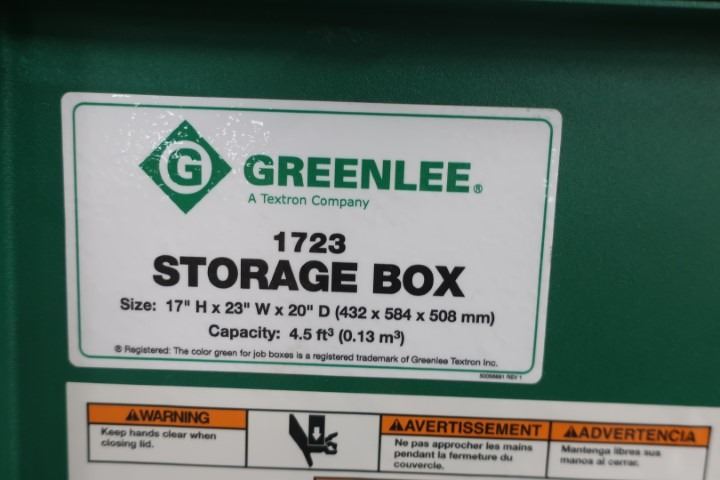 G GREENLEE®
A Textron Company
1723
STORAGE BOX
Size: 17" H x 23" W x 20" D (432 x 584 x 508 mm)
Capacity: 4.5 ft³ (0.13 m³)
® Registered: The color green for job boxes is a registered trademark of Greenlee Textron Inc.
REV 1
WARNING
Keep hands clear when
closing lid.
AVERTISSEMENT
Ne pas approcher les mains
pendant la fermeture du
couvercle.
ADVERTENCIA
Mantenga libres sus
manos al cerrar.